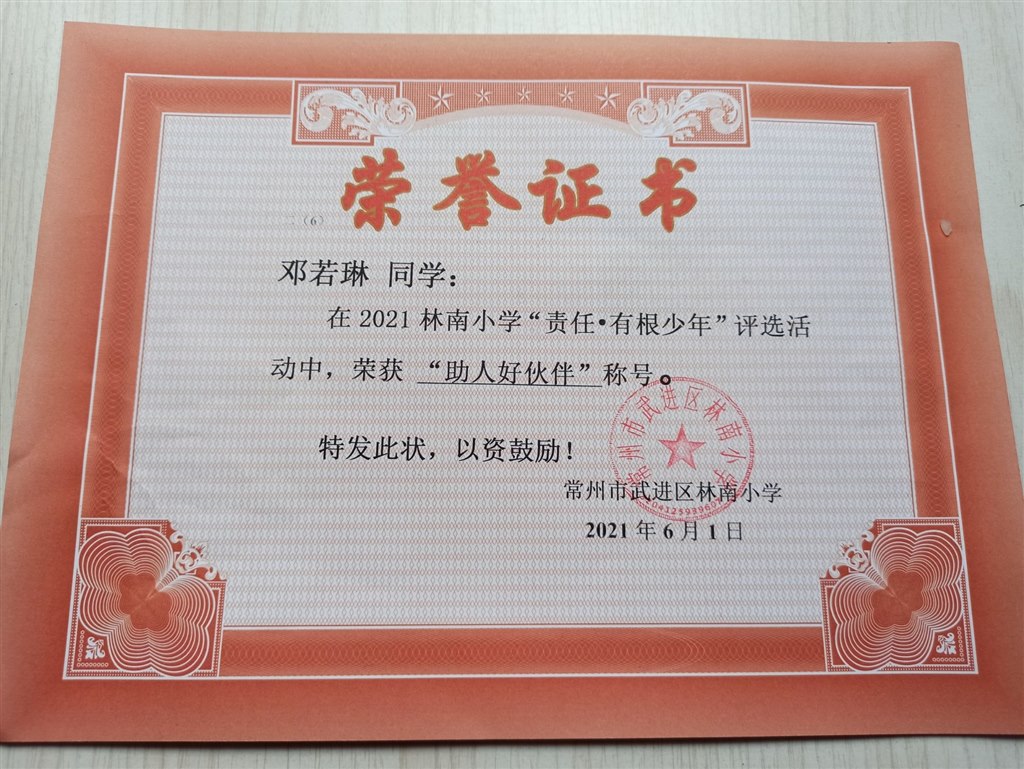 荣誉证书
（6）
邓若琳 同学：
在 2021 林南小学“责任•有根少年”评选活
动中，荣获 “助人好伙伴”称号。
特发此状，以资鼓励！
常州市武进区林南小学
常州市武进区林南小学
2021 年 6 月 1 日